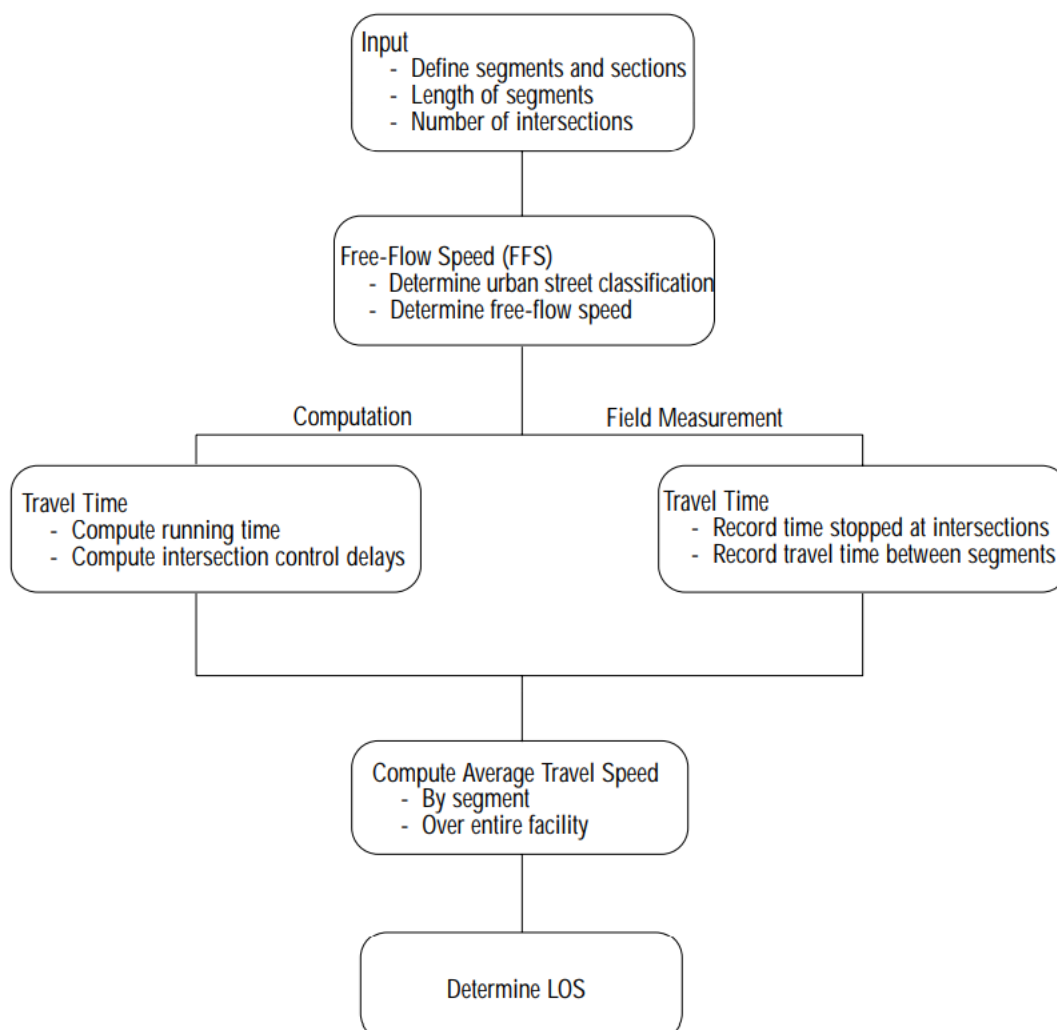 Input
- Define segments and sections
- Length of segments
- Number of intersections
Free-Flow Speed (FFS)
- Determine urban street classification
- Determine free-flow speed
Computation
Field Measurement
Travel Time
- Compute running time
- Compute intersection control delays
Travel Time
- Record time stopped at intersections
- Record travel time between segments
Compute Average Travel Speed
- By segment
- Over entire facility
Determine LOS